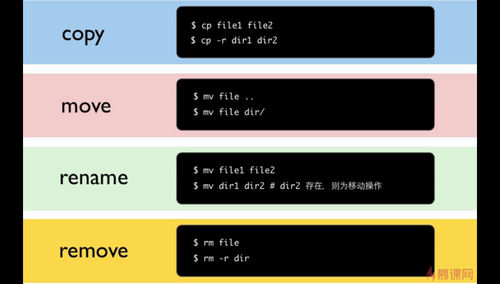 copy
$ cp file1 file2
$ cp -r dir1 dir2
move
$ mv file ..
$ mv file dir/
rename
$ mv file1 file2
$ mv dir1 dir2 # dir2 存在, 则为移动操作
remove
$ rm file
$ rm -r dir
慕课网